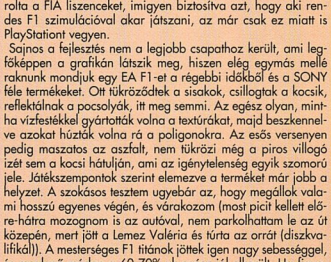 rolta a FIA liszenceket, imígyen biztosítva azt, hogy aki ren-
des F1 szimulációval akar játszani, az már csak ez miatt is
PlayStationt vegyen.
Sajnos a fejlesztés nem a legjobb csapathoz került, ami leg-
főképpen a grafikán látszik meg, hiszen elég egymás mellé
raknunk mondjuk egy EA F1-et a régebbi időkből és a SONY
féle termékeket. Ott tükröződtek a sisakok, csillogtak a kocsik,
reflektálnak a pocsolyák, itt meg semmi. Az egész olyan, mint-
ha vízfestékkel gyártották volna a textúrákat, majd beszkennel-
ve azokat húzták volna rá a poligonokra. Az esős versenyen
pedig maszatos az aszfalt, nem tükrözi még a piros villogó
izét sem a kocsi hátulján, ami az igénytelenség egyik szomorú
jele. Játékszempontok szerint elemezve a terméket már jobb a
helyzet. A szokásos tesztem ugyebár az, hogy megállok vala-
mi hosszú egyenes végén, és várakozom (most picit kellett elő-
re-hátra mozognom is az autóval, nem parkolhattam le az út
közepén, mert jött a Lemez Valéria és túrta az orrát (diszkva-
lifikál)). A mesterséges F1 titánok jöttek igen nagy sebességgel,